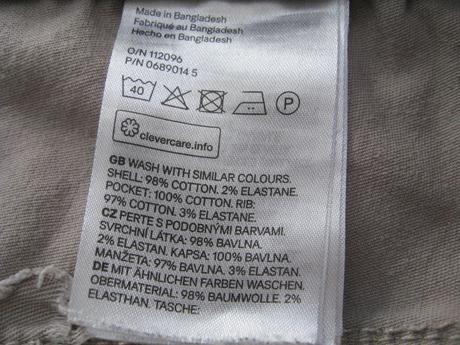 Made in Bangladesh
Fabriqué au Bangladesh
Hecho en Bangladesh
O/N 112096
P/N 0689014 5
40 P
clevercare.info
GB WASH WITH SIMILAR COLOURS.
SHELL: 98% COTTON. 2% ELASTANE.
POCKET: 100% COTTON. RIB:
97% COTTON. 3% ELASTANE.
CZ PERTE S PODOBNÝMI BARVAMI.
SVRCHNÍ LÁTKA: 98% BAVLNA.
2% ELASTAN. KAPSA: 100% BAVLNA.
MANŽETA: 97% BAVLNA. 3% ELASTAN.
DE MIT ÄHNLICHEN FARBEN WASCHEN.
OBERMATERIAL: 98% BAUMWOLLE. 2%
ELASTHAN. TASCHE: